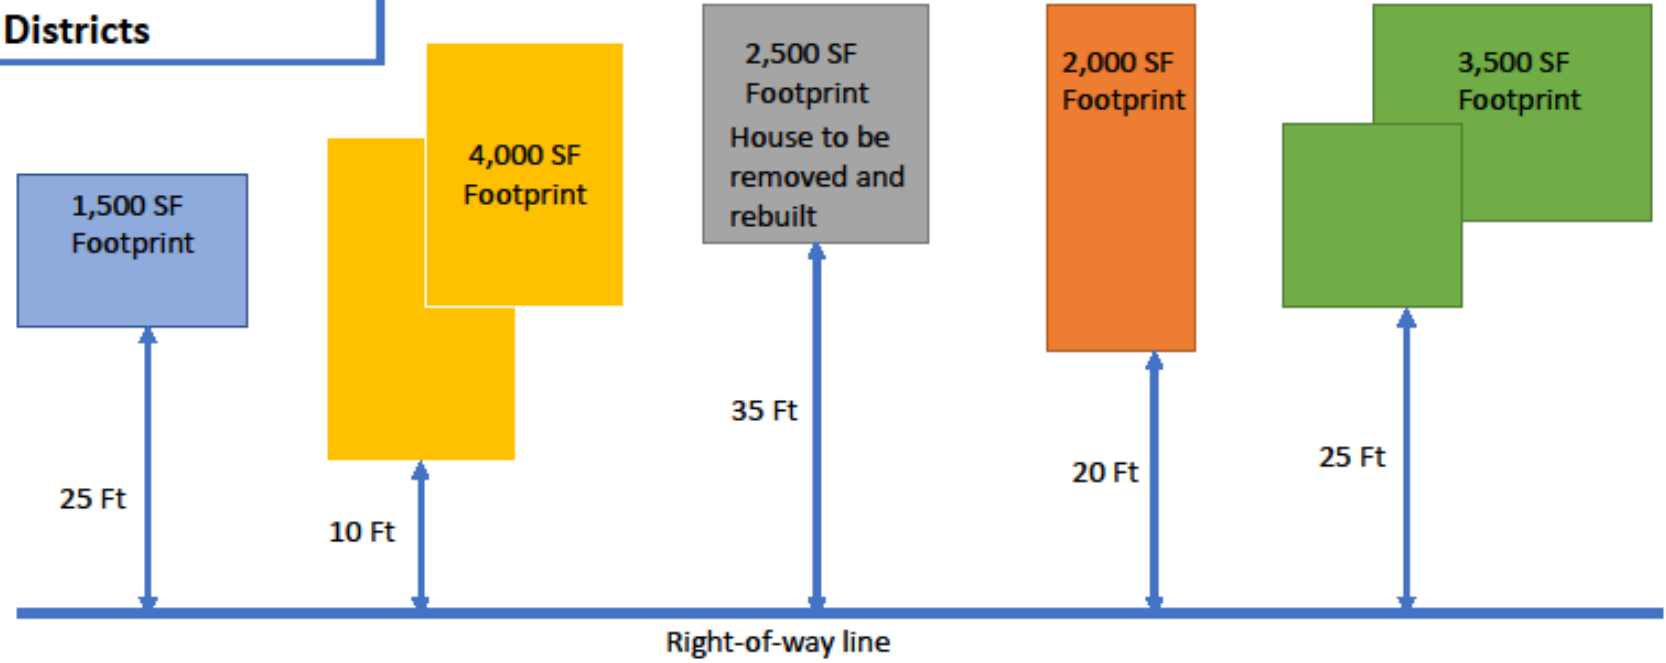 Districts
1,500 SF
Footprint
4,000 SF
Footprint
2,500 SF
Footprint
House to be
removed and
rebuilt
2,000 SF
Footprint
3,500 SF
Footprint
25 Ft
10 Ft
35 Ft
20 Ft
25 Ft
Right-of-way line